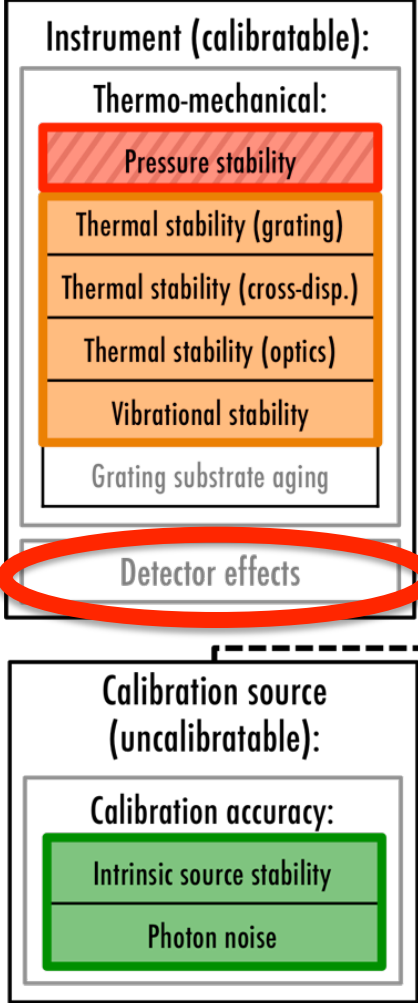 Instrument (calibratable):
Thermo-mechanical:
Pressure stability
Thermal stability (grating)
Thermal stability (cross-disp.)
Thermal stability (optics)
Vibrational stability
Grating substrate aging
Detector effects
Calibration source
(uncalibratable):
Calibration accuracy:
Intrinsic source stability
Photon noise